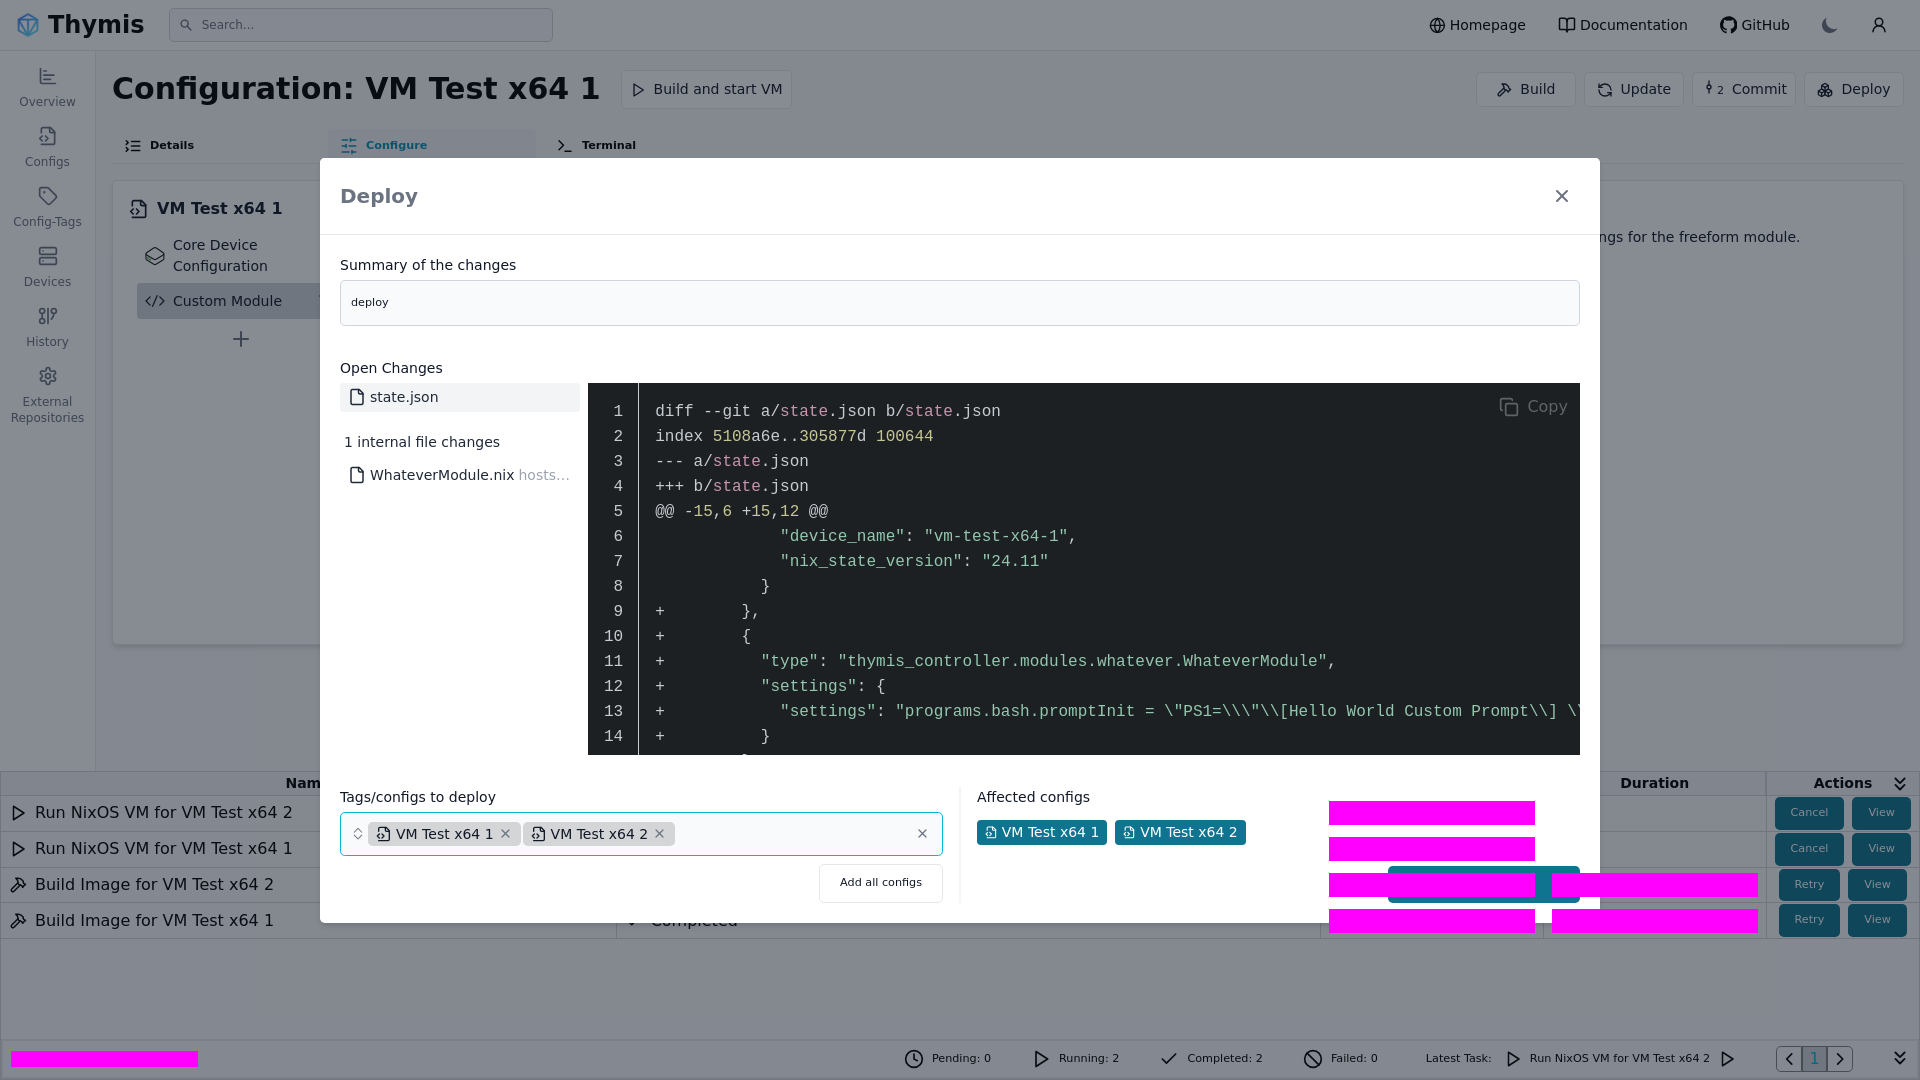 Thymis
Search...
Homepage
Documentation
GitHub
Overview
Configs
Config-Tags
Devices
History
External
Repositories
Configuration: VM Test x64 1
Build and start VM
Build
Update
2 Commit
Deploy
Details
Configure
Terminal
VM Test x64 1
Core Device
Configuration
Custom Module
ngs for the freeform module.
Deploy
Summary of the changes
deploy
Open Changes
state.json
1 internal file changes
WhateverModule.nix hosts...
Copy
1 diff --git a/state.json b/state.json
2 index 5108a6e..305877d 100644
3 --- a/state.json
4 +++ b/state.json
5 @@ -15,6 +15,12 @@
6 "device_name": "vm-test-x64-1",
7 "nix_state_version": "24.11"
8 }
9 + },
10 + {
11 + "type": "thymis_controller.modules.whatever.WhateverModule",
12 + "settings": {
13 + "settings": "programs.bash.promptInit = \"PS1=\\\"\\[Hello World Custom Prompt\\] \
14 + }
Tags/configs to deploy
VM Test x64 1
VM Test x64 2
Add all configs
Affected configs
VM Test x64 1
VM Test x64 2
Duration
Actions
Run NixOS VM for VM Test x64 2
Cancel
View
Run NixOS VM for VM Test x64 1
Cancel
View
Build Image for VM Test x64 2
Retry
View
Build Image for VM Test x64 1
Completed
Retry
View
Pending: 0
Running: 2
Completed: 2
Failed: 0
Latest Task:
Run NixOS VM for VM Test x64 2
1